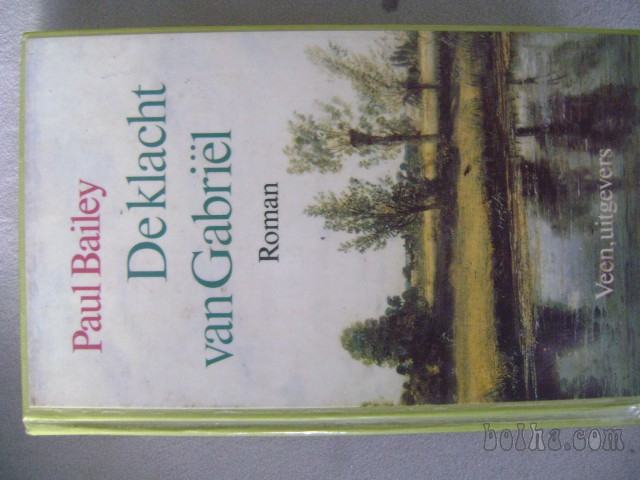 Paul Bailey
De klacht
van Gabriël
Roman
Veen, uitgevers
bolha.com